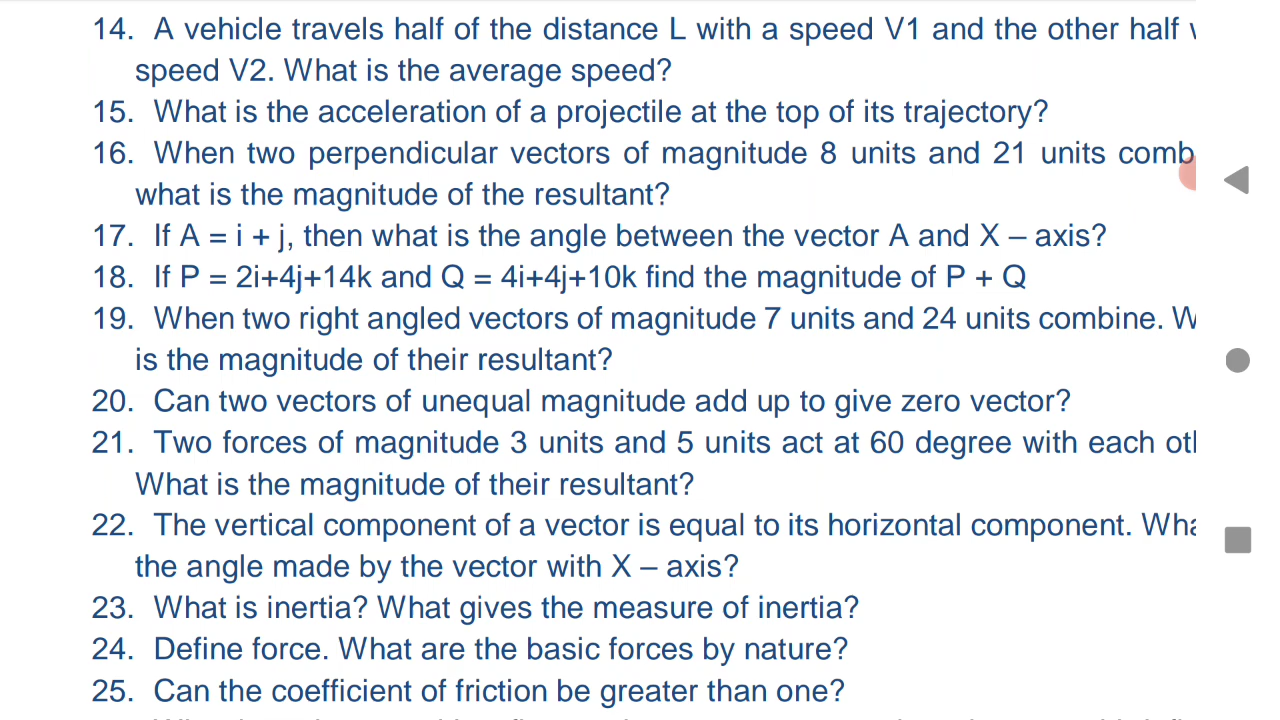 14. A vehicle travels half of the distance L with a speed V1 and the other half
speed V2. What is the average speed?
15. What is the acceleration of a projectile at the top of its trajectory?
16. When two perpendicular vectors of magnitude 8 units and 21 units comb
what is the magnitude of the resultant?
17. If A = i + j, then what is the angle between the vector A and X – axis?
18. If P = 2i+4j+14k and Q = 4i+4j+10k find the magnitude of P + Q
19. When two right angled vectors of magnitude 7 units and 24 units combine. W
is the magnitude of their resultant?
20. Can two vectors of unequal magnitude add up to give zero vector?
21. Two forces of magnitude 3 units and 5 units act at 60 degree with each
What is the magnitude of their resultant?
22. The vertical component of a vector is equal to its horizontal component. Wha
the angle made by the vector with X – axis?
23. What is inertia? What gives the measure of inertia?
24. Define force. What are the basic forces by nature?
25. Can the coefficient of friction be greater than one?